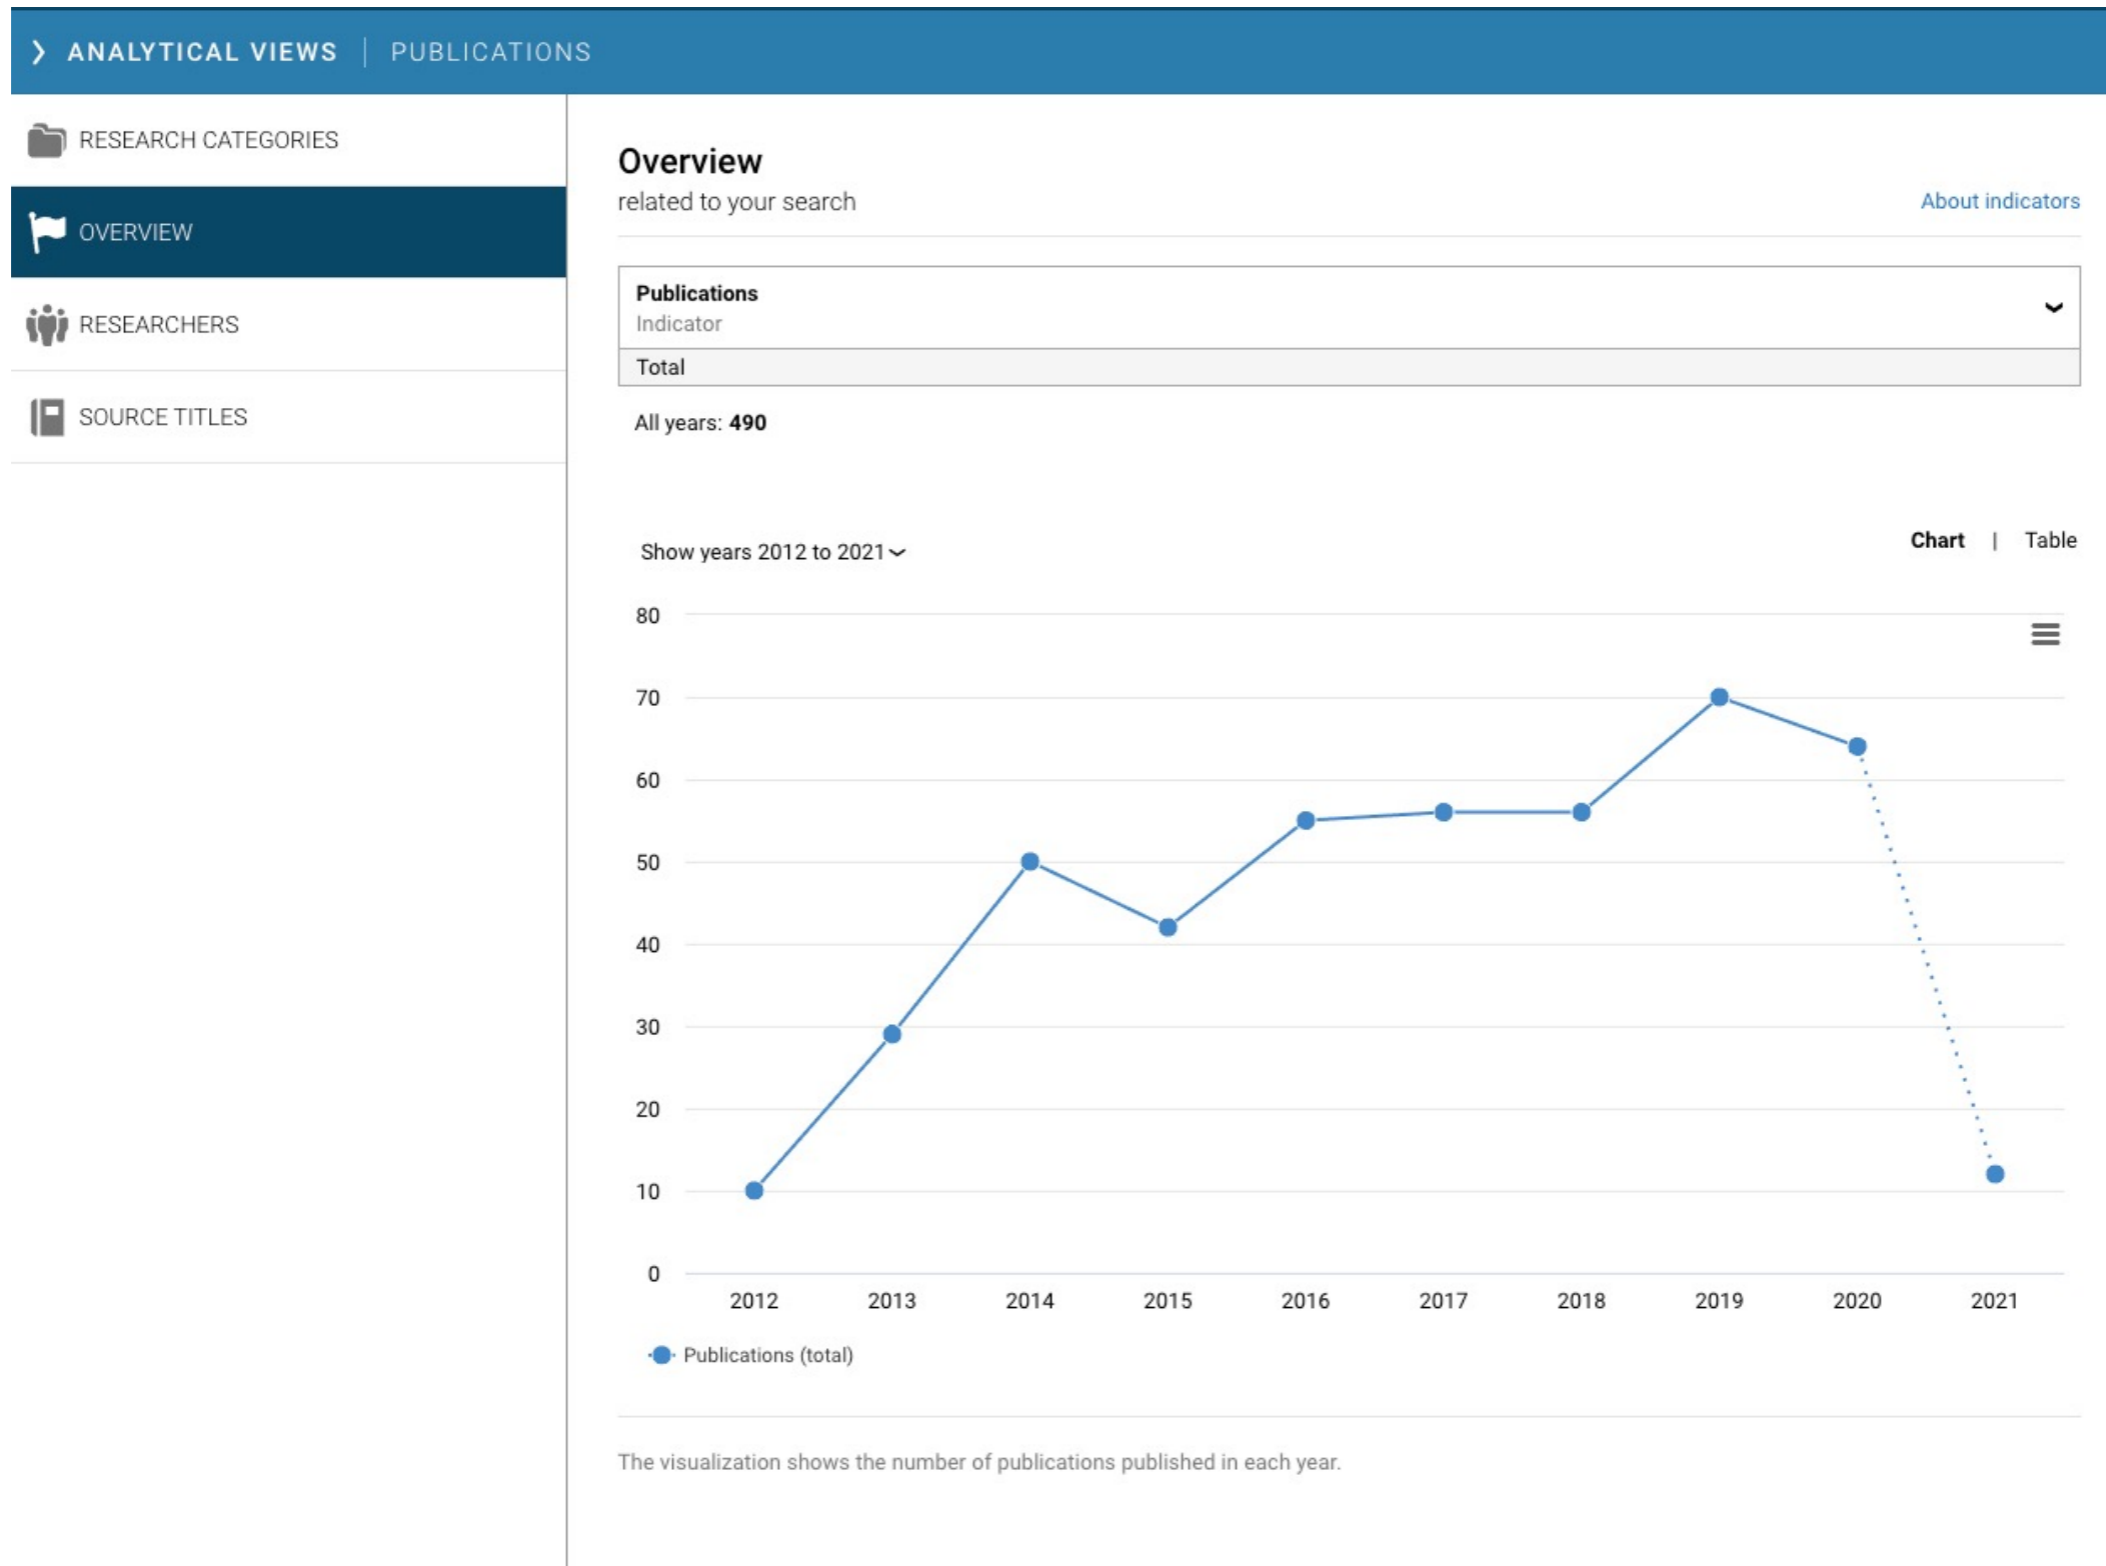 ANALYTICAL VIEWS | PUBLICATIONS
RESEARCH CATEGORIES
OVERVIEW
RESEARCHERS
SOURCE TITLES
Overview
related to your search
About indicators
Publications
Indicator
Total
All years: 490
Show years 2012 to 2021
Chart | Table
80
70
60
50
40
30
20
10
0
2012 2013 2014 2015 2016 2017 2018 2019 2020 2021
Publications (total)
The visualization shows the number of publications published in each year.